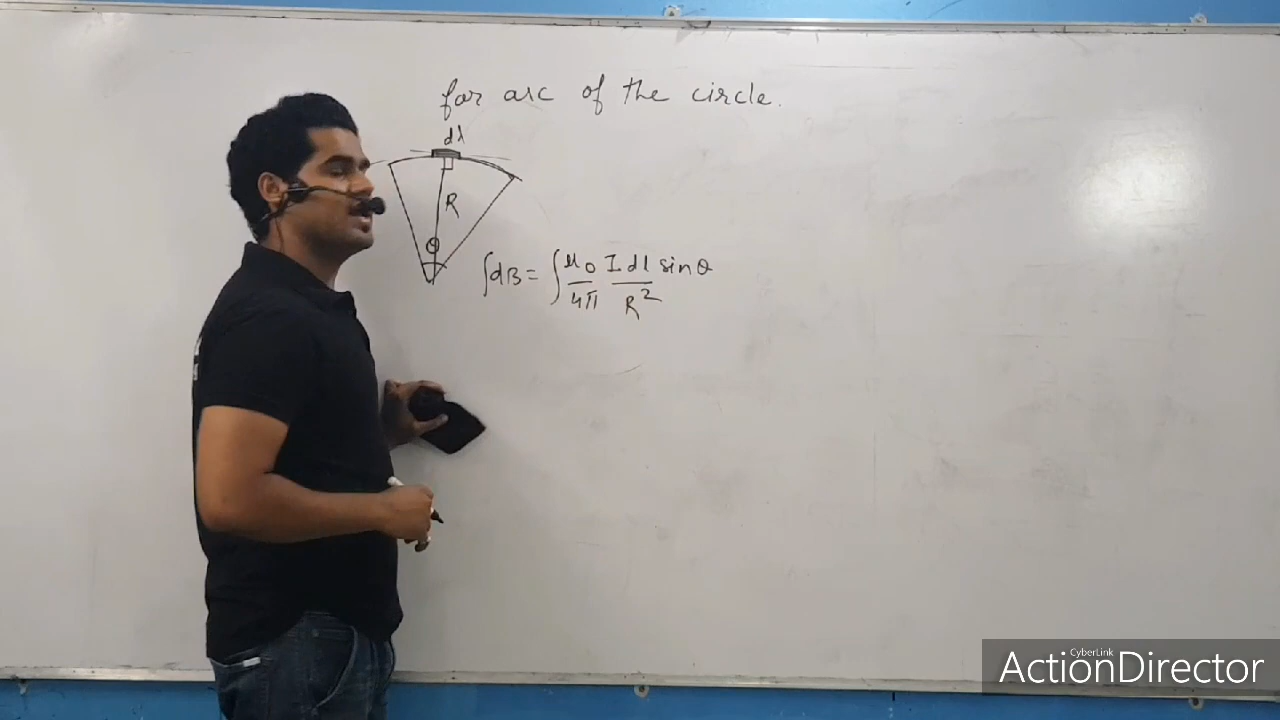 for arc of the circle.
dl
R
θ
∫dB = ∫ μ0/4π I dl sinθ/R²
CyberLink
ActionDirector